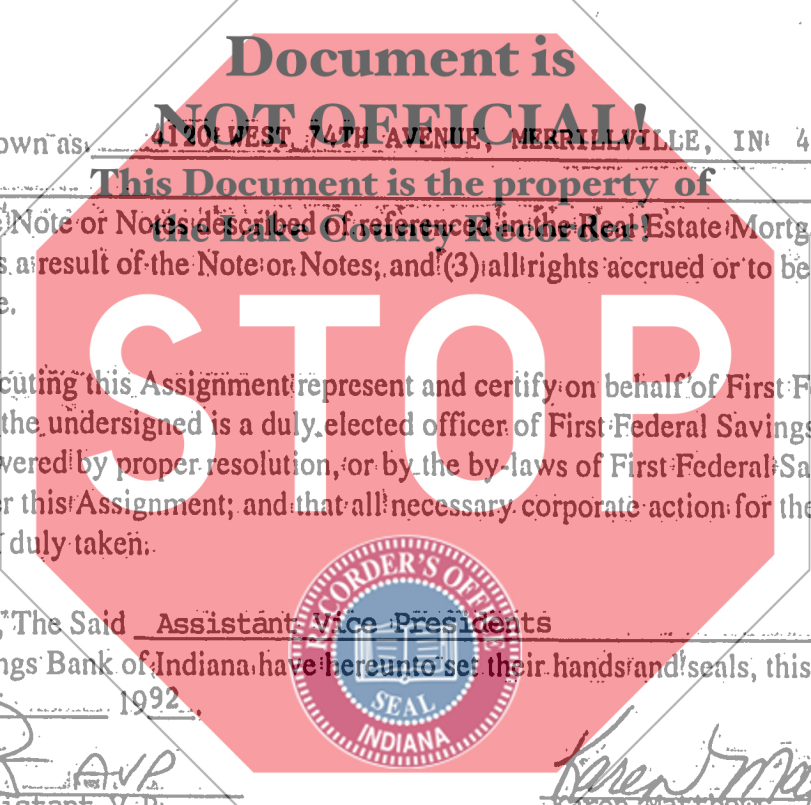 Document is
NOT OFFICIAL!
own as 4120 WEST 74TH AVENUE, MERRILLVILLE, IN 4
This Document is the property of
the Lake County Recorder!
Note or Notes described or referenced in the Real Estate Mortg
s a result of the Note or Notes; and (3) all rights accrued or to be
e.
STOP
cuting this Assignment represent and certify on behalf of First F
the undersigned is a duly elected officer of First Federal Savings
wered by proper resolution, or by the by-laws of First Federal Sa
r this Assignment; and that all necessary corporate action for the
duly taken.
RECORDER'S OFFICE
The Said Assistant Vice Presidents
ngs Bank of Indiana have hereunto set their hands and seals, this
SEAL
1992,
INDIANA
AVP
Karen Ma